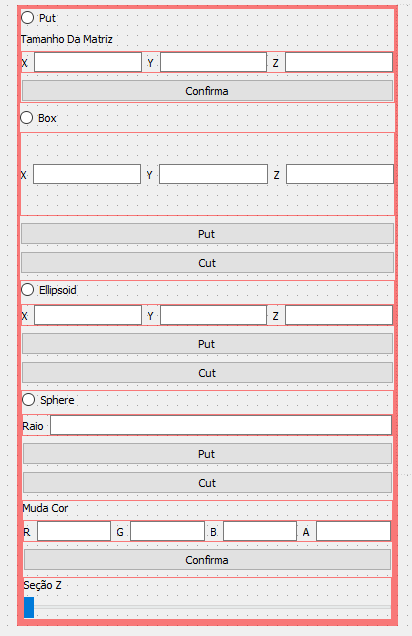 Put
Tamanho Da Matriz
X Y Z
Confirma
Box
X Y Z
Put
Cut
Ellipsoid
X Y Z
Put
Cut
Sphere
Raio
Put
Cut
Muda Cor
R G B A
Confirma
Seção Z